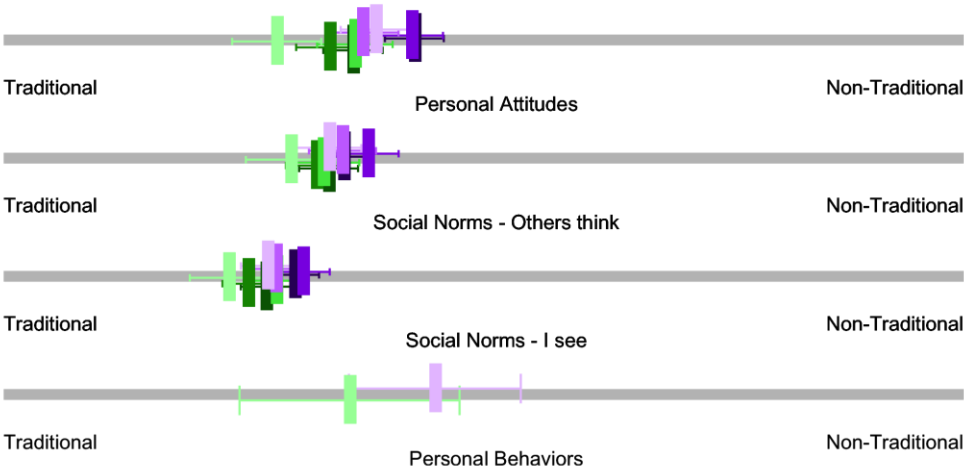 Traditional
Non-Traditional
Personal Attitudes
Traditional
Non-Traditional
Social Norms - Others think
Traditional
Non-Traditional
Social Norms - I see
Traditional
Non-Traditional
Personal Behaviors